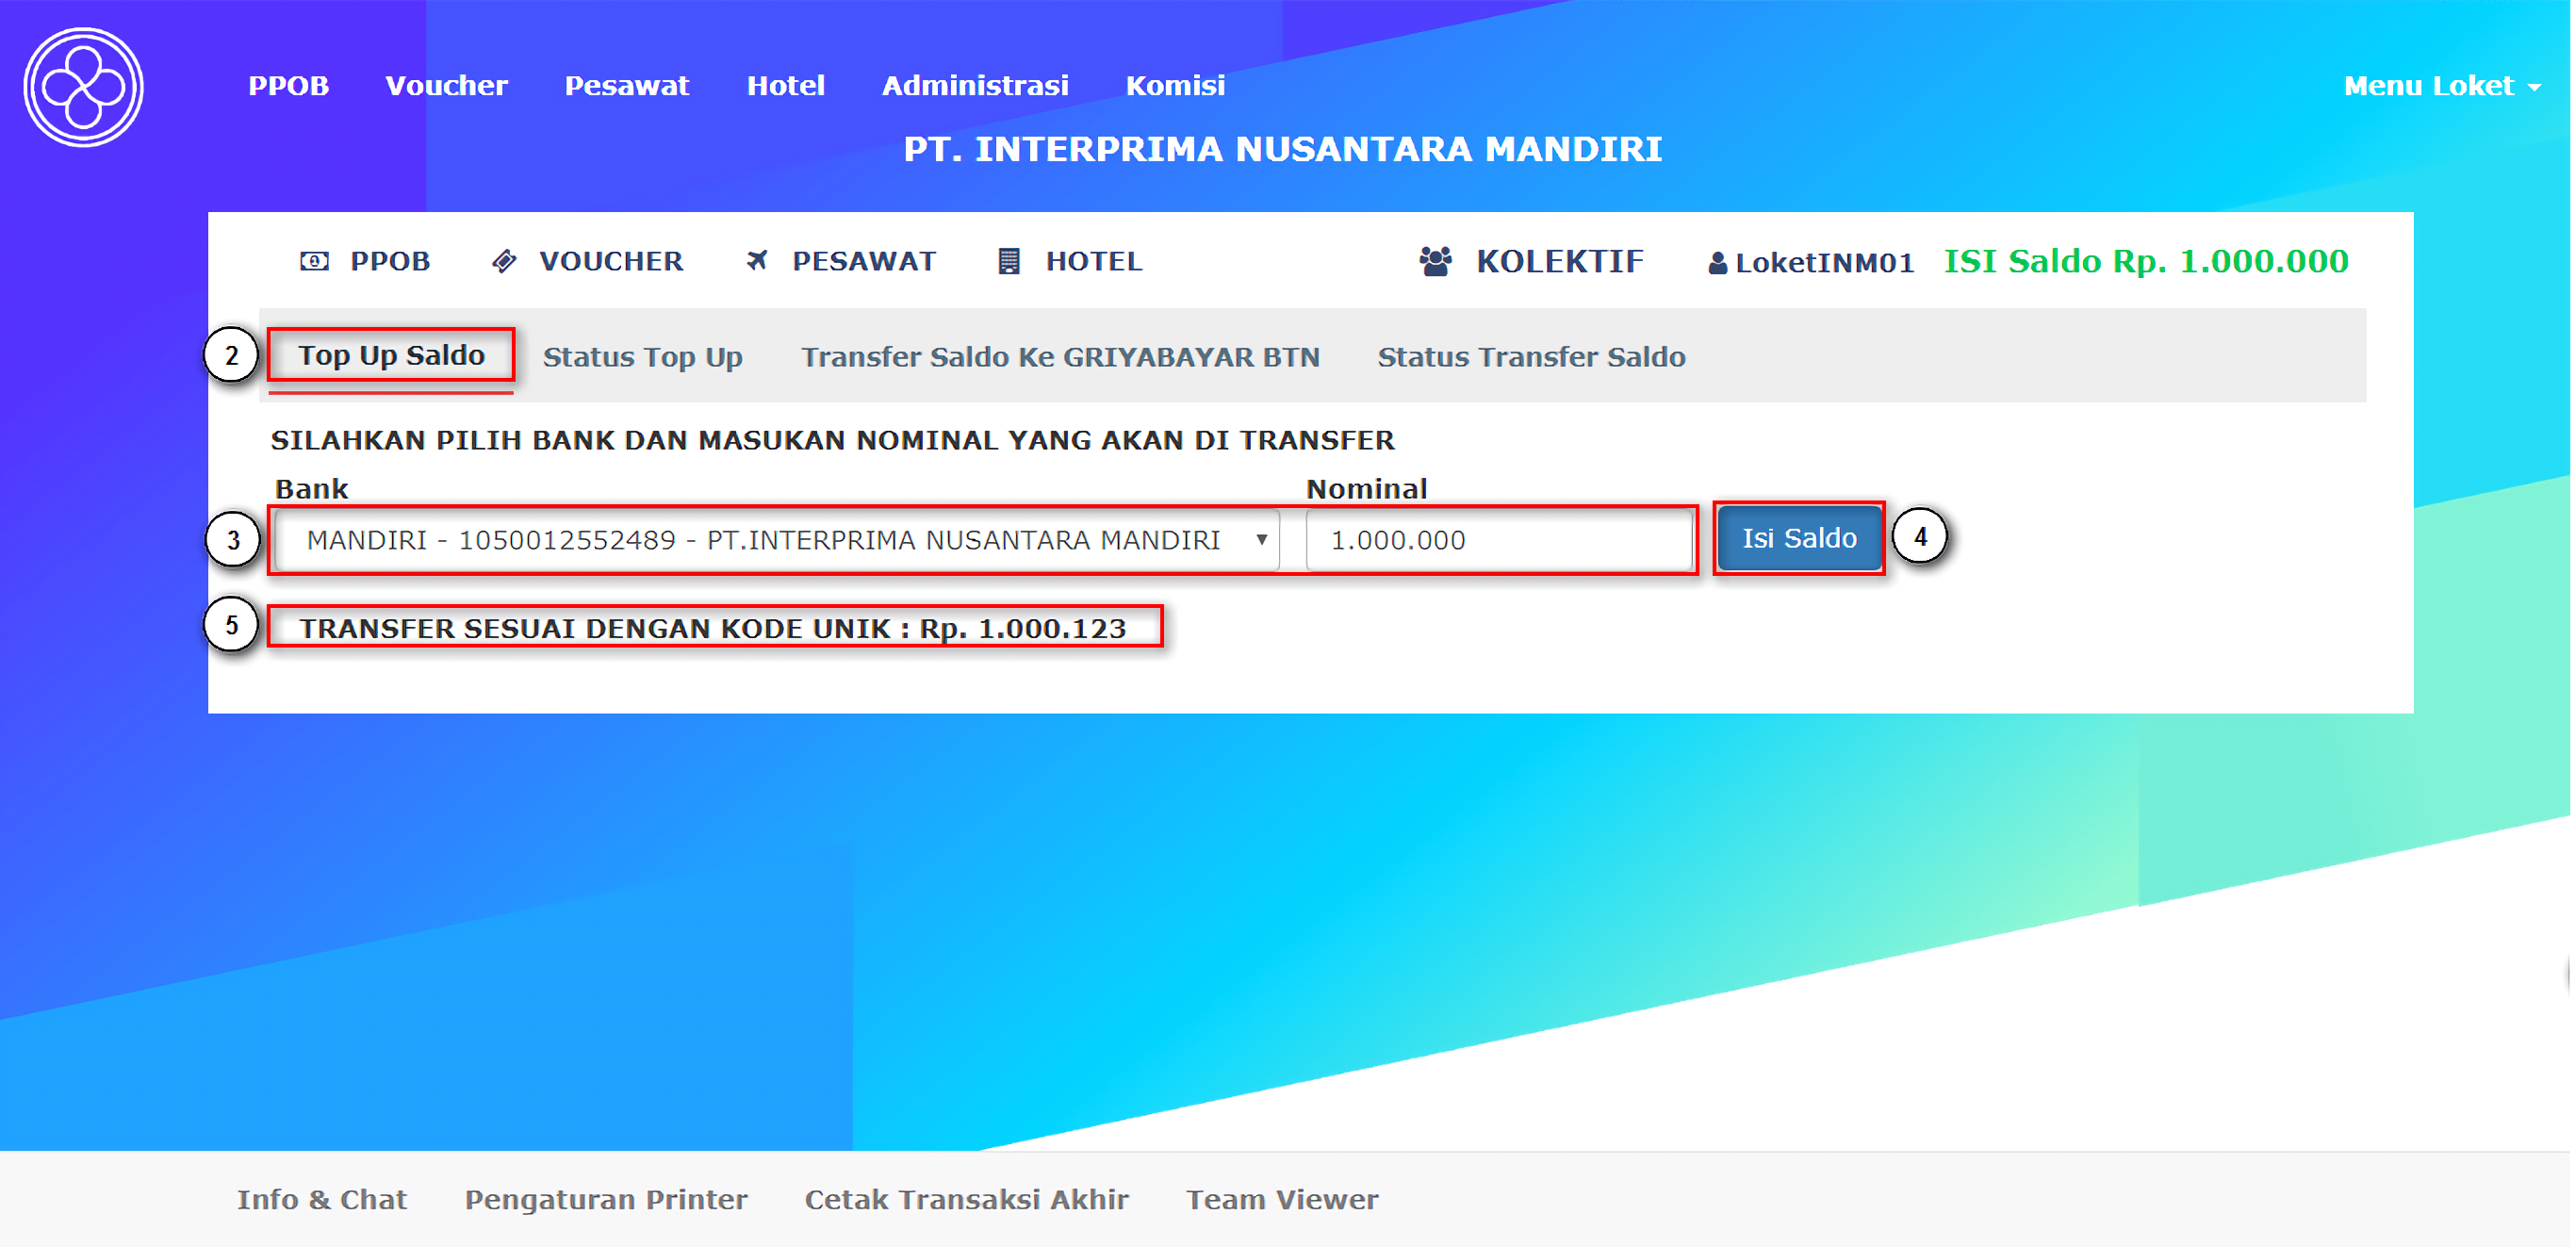 PPOB Voucher Pesawat Hotel Administrasi Komisi Menu Loket
PT. INTERPRIMA NUSANTARA MANDIRI
PPOB VOUCHER PESAWAT HOTEL KOLEKTIF LoketINM01 ISI Saldo Rp. 1.000.000
2 Top Up Saldo Status Top Up Transfer Saldo Ke GRIYABAYAR BTN Status Transfer Saldo
SILAHKAN PILIH BANK DAN MASUKAN NOMINAL YANG AKAN DI TRANSFER
Bank Nominal
3 MANDIRI - 1050012552489 - PT.INTERPRIMA NUSANTARA MANDIRI 1.000.000 Isi Saldo 4
5 TRANSFER SESUAI DENGAN KODE UNIK : Rp. 1.000.123
Info & Chat Pengaturan Printer Cetak Transaksi Akhir Team Viewer